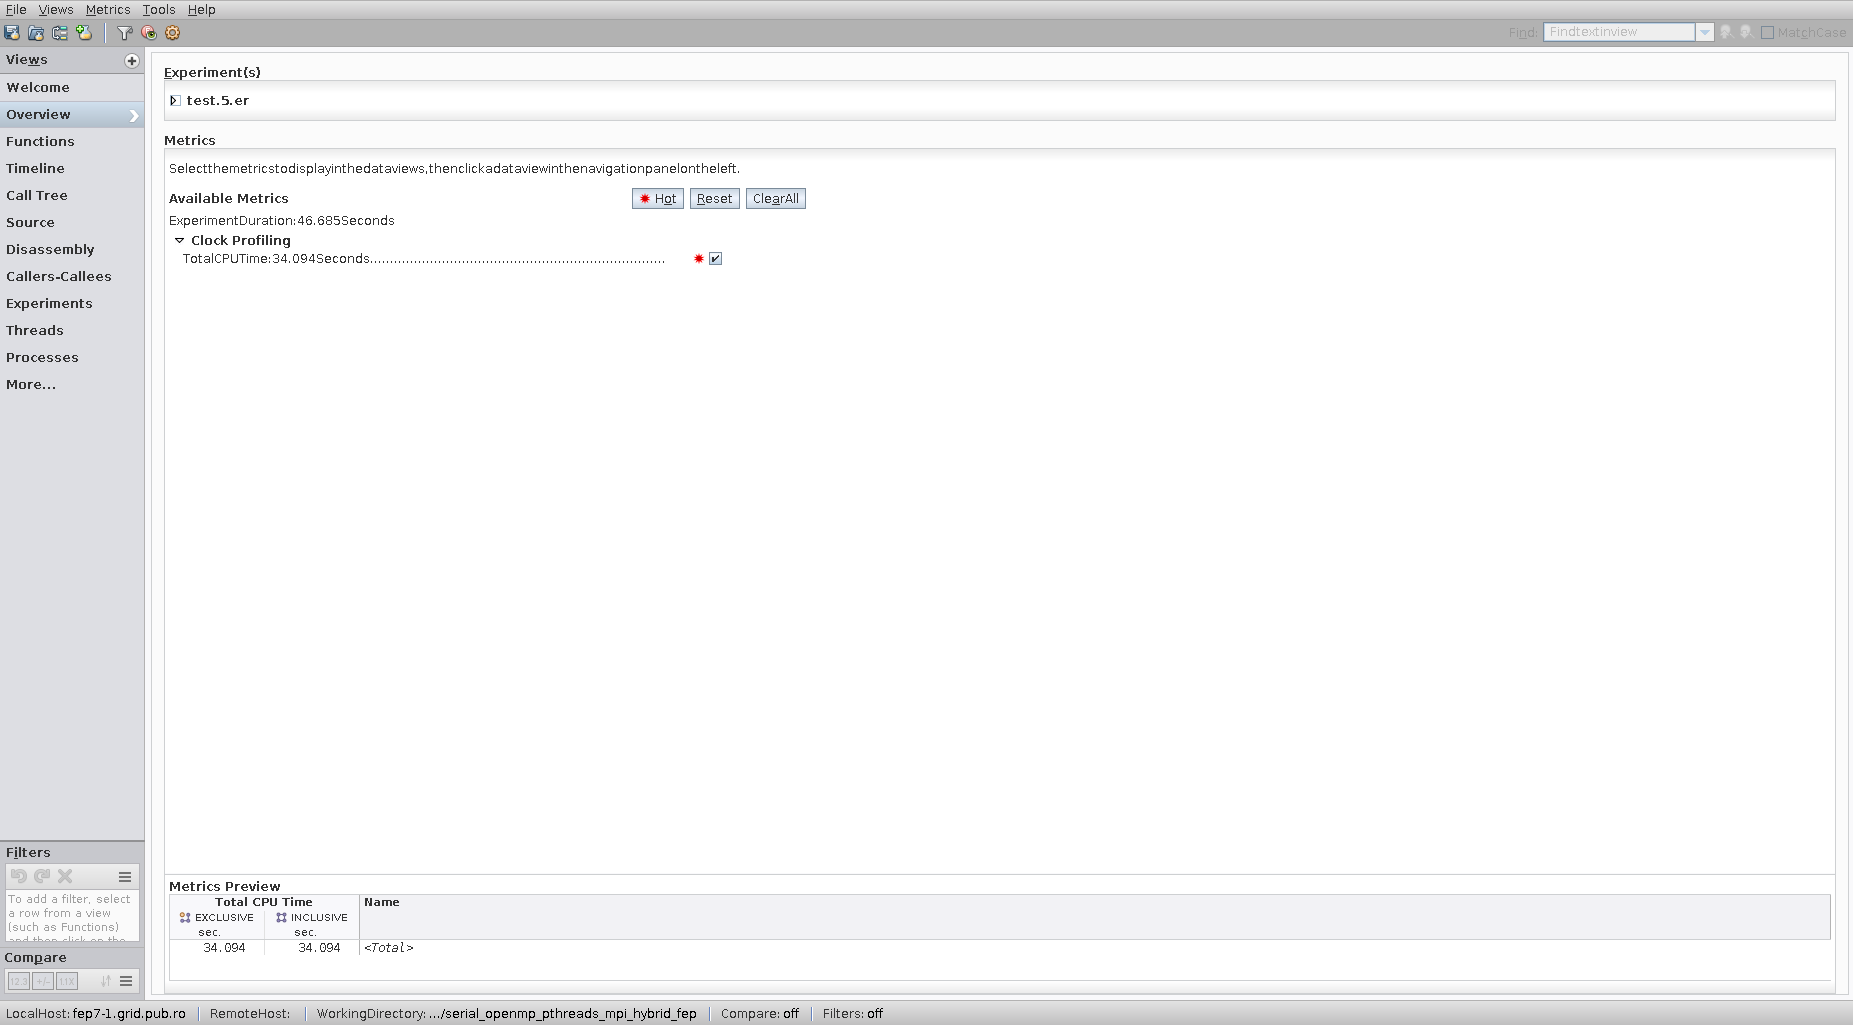 File Views Metrics Tools Help
Find: Findtextinview MatchCase
Views
Welcome
Overview
Functions
Timeline
Call Tree
Source
Disassembly
Callers-Callees
Experiments
Threads
Processes
More...
Experiment(s)
test.5.er
Metrics
Selectthemetricstodisplayinthedataviews,thenclickadataviewinthenavigationpanelontheleft.
Available Metrics Hot Reset ClearAll
ExperimentDuration:46.685Seconds
Clock Profiling
TotalCPUTime:34.094Seconds..........................................................................
Filters
To add a filter, select
a row from a view
(such as Functions)
and then click on the
Compare
12.3 +/- 1.1X
Metrics Preview
Total CPU Time Name
EXCLUSIVE INCLUSIVE
sec. sec.
34.094 34.094 <Total>
LocalHost: fep7-1.grid.pub.ro RemoteHost: WorkingDirectory: .../serial_openmp_pthreads_mpi_hybrid_fep Compare: off Filters: off